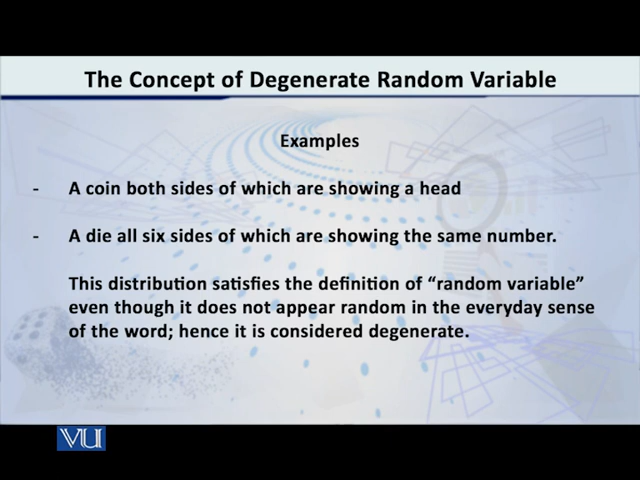 The Concept of Degenerate Random Variable
Examples
- A coin both sides of which are showing a head
- A die all six sides of which are showing the same number.
This distribution satisfies the definition of “random variable”
even though it does not appear random in the everyday sense
of the word; hence it is considered degenerate.
VU